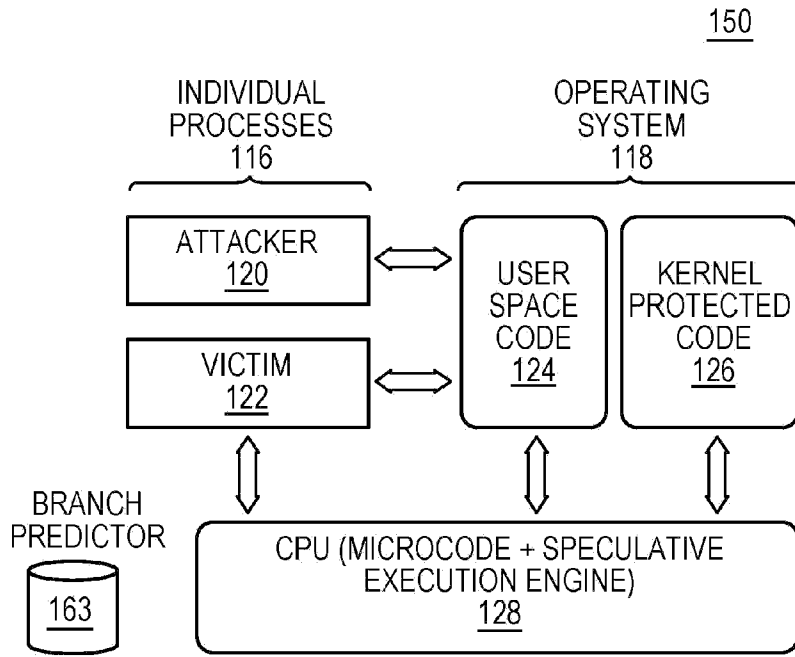 150
INDIVIDUAL
PROCESSES
116
OPERATING
SYSTEM
118
ATTACKER
120
VICTIM
122
USER
SPACE
CODE
124
KERNEL
PROTECTED
CODE
126
BRANCH
PREDICTOR
163
CPU (MICROCODE + SPECULATIVE
EXECUTION ENGINE)
128